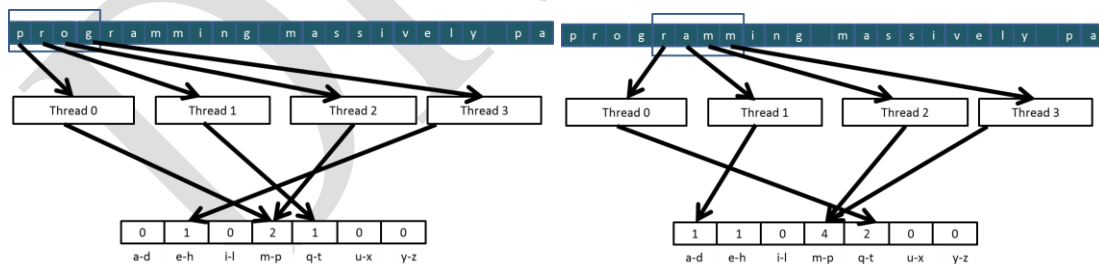 p r o g r a m m i n g m a s s i v e l y p a
Thread 0 Thread 1 Thread 2 Thread 3
0 1 0 2 1 0 0
a-d e-h i-l m-p q-t u-x y-z
p r o g r a m m i n g m a s s i v e l y p a
Thread 0 Thread 1 Thread 2 Thread 3
1 1 0 4 2 0 0
a-d e-h i-l m-p q-t u-x y-z